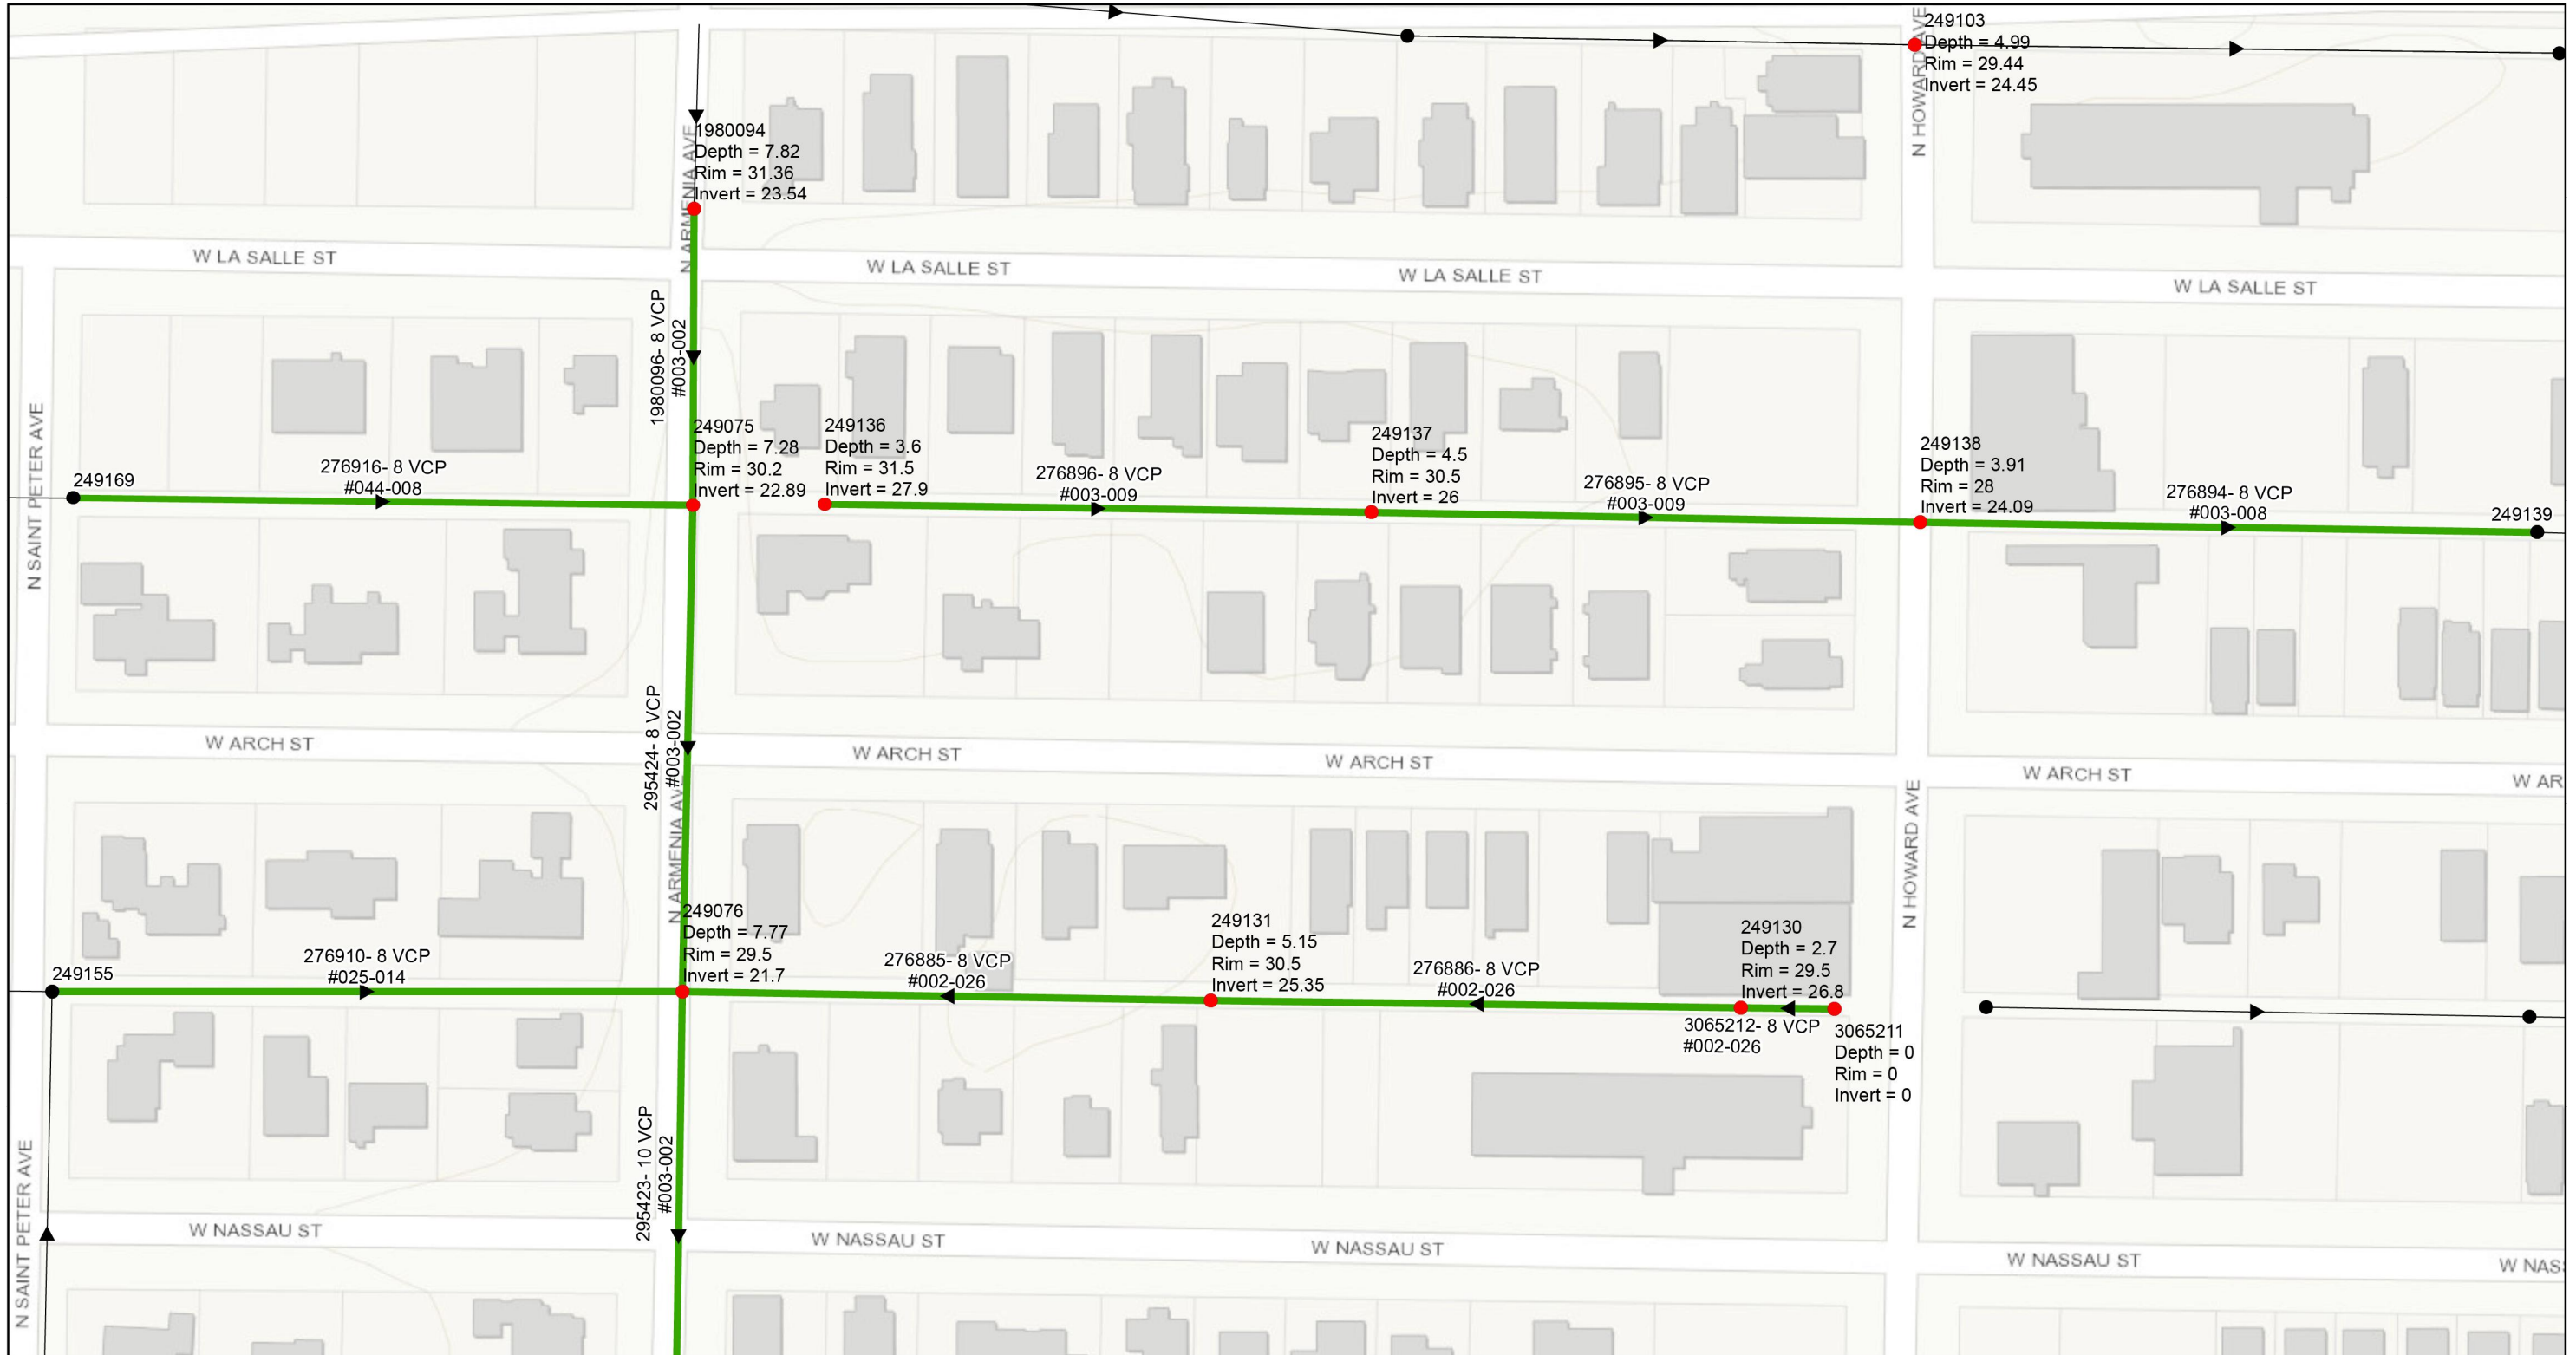 249103
Depth = 4.99
Rim = 29.44
Invert = 24.45
N HOWARD AVE
1980094
Depth = 7.82
Rim = 31.36
Invert = 23.54
N ARMENIA AVE
W LA SALLE ST
W LA SALLE ST
W LA SALLE ST
W LA SALLE ST
1980096- 8 VCP
#003-002
N SAINT PETER AVE
249169
276916- 8 VCP
#044-008
249075
Depth = 7.28
Rim = 30.2
Invert = 22.89
249136
Depth = 3.6
Rim = 31.5
Invert = 27.9
276896- 8 VCP
#003-009
249137
Depth = 4.5
Rim = 30.5
Invert = 26
276895- 8 VCP
#003-009
249138
Depth = 3.91
Rim = 28
Invert = 24.09
276894- 8 VCP
#003-008
249139
295424- 8 VCP
#003-002
W ARCH ST
W ARCH ST
W ARCH ST
W ARCH ST
W AR
N ARMENIA AVE
N HOWARD AVE
249155
276910- 8 VCP
#025-014
249076
Depth = 7.77
Rim = 29.5
Invert = 21.7
276885- 8 VCP
#002-026
249131
Depth = 5.15
Rim = 30.5
Invert = 25.35
276886- 8 VCP
#002-026
249130
Depth = 2.7
Rim = 29.5
Invert = 26.8
3065212- 8 VCP
#002-026
3065211
Depth = 0
Rim = 0
Invert = 0
295423- 10 VCP
#003-002
N SAINT PETER AVE
W NASSAU ST
W NASSAU ST
W NASSAU ST
W NASSAU ST
W NAS